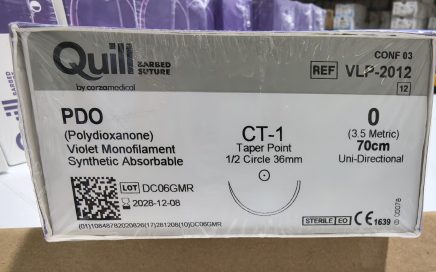 Quill BARBED SUTURE
by corzamedical
CONF 03
REF VLP-2012
12
PDO
(Polydioxanone)
Violet Monofilament
Synthetic Absorbable
CT-1
Taper Point
1/2 Circle 36mm
0
(3.5 Metric)
70cm
Uni-Directional
LOT DC06GMR
2028-12-08
STERILE EO
CE 1639
(01)10848782020826(17)281208(10)DC06GMR